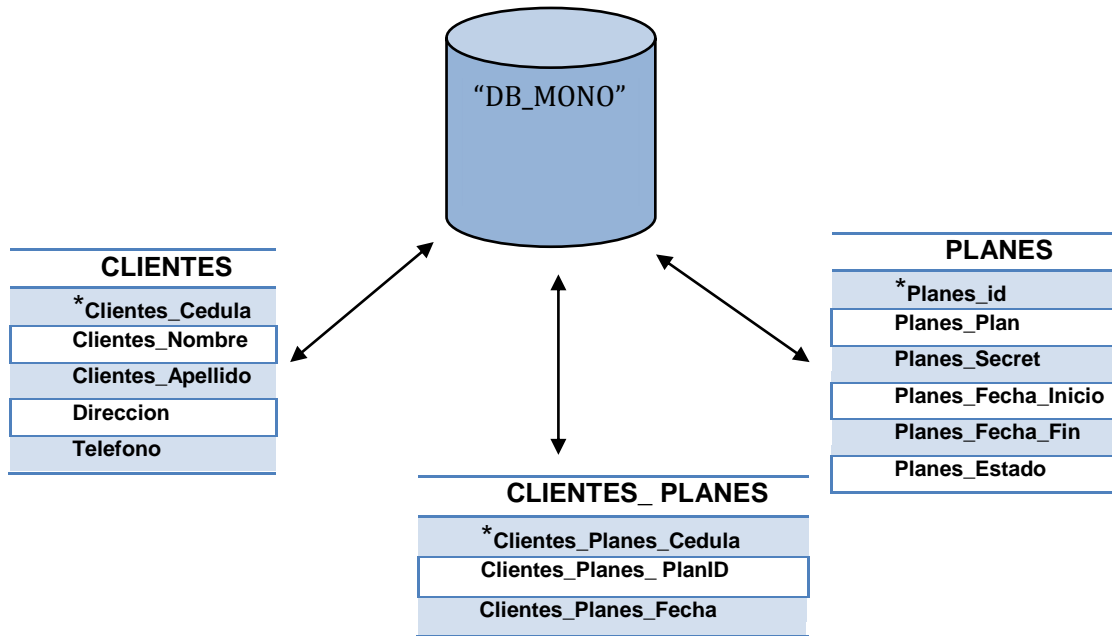 “DB_MONO”
CLIENTES
*Clientes_Cedula
Clientes_Nombre
Clientes_Apellido
Direccion
Telefono
CLIENTES_ PLANES
*Clientes_Planes_Cedula
Clientes_Planes_ PlanID
Clientes_Planes_Fecha
PLANES
*Planes_id
Planes_Plan
Planes_Secret
Planes_Fecha_Inicio
Planes_Fecha_Fin
Planes_Estado